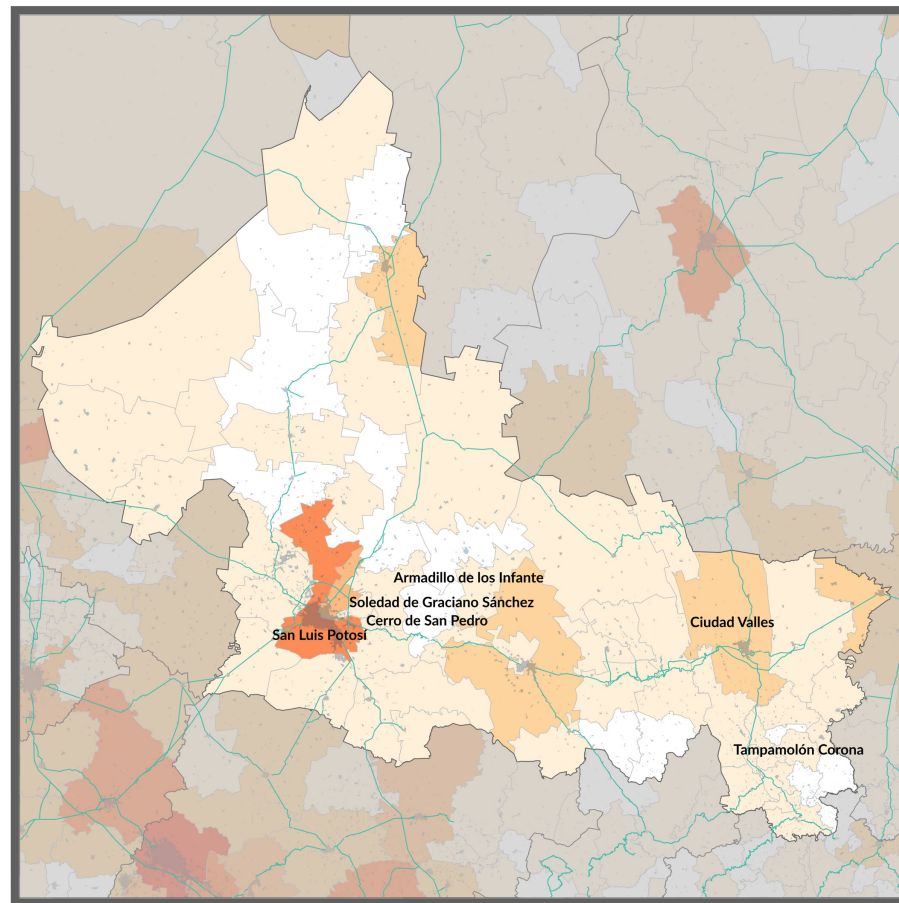 Armadillo de los Infante
Soledad de Graciano Sánchez
Cerro de San Pedro
San Luis Potosí
Ciudad Valles
Tampamolón Corona